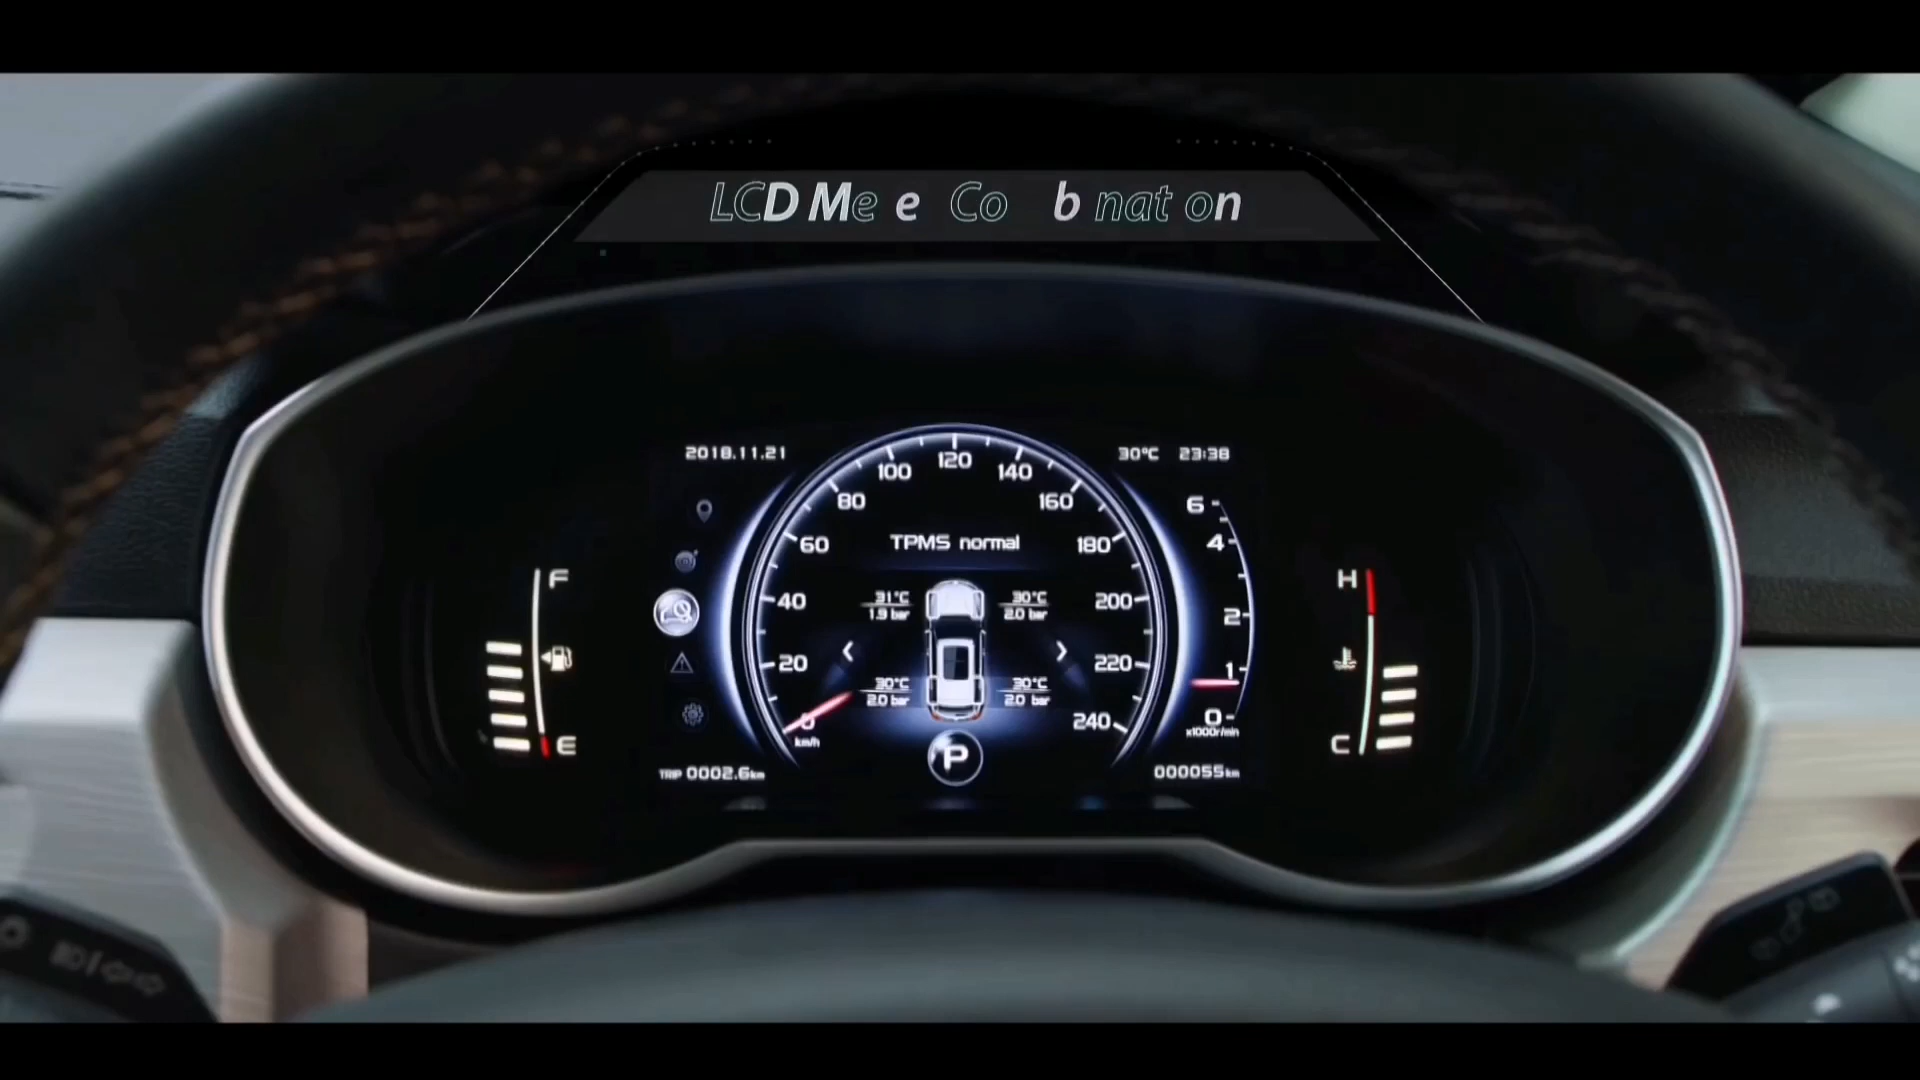 LCD Me e Co b nat on
2018.11.21
30°C 23:38
100 120 140
80 160
60 180
40 200
20 220
0 240
km/h
TPMS normal
31°C 30°C
1.9 bar 2.0 bar
30°C 30°C
2.0 bar 2.0 bar
P
6
4
2
1
0
x1000r/min
F
E
H
C
TRIP 0002.6km
000055km